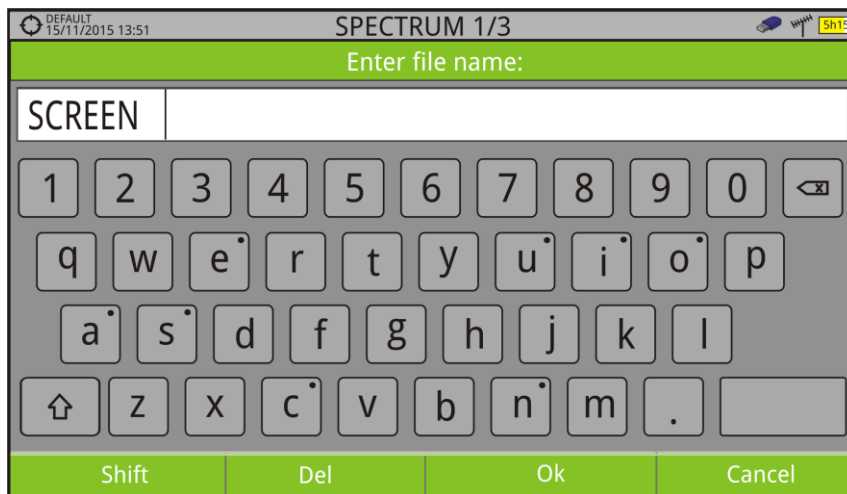 DEFAULT
15/11/2015 13:51 SPECTRUM 1/3 5h15
Enter file name:
SCREEN
1 2 3 4 5 6 7 8 9 0
q w e r t y u i o p
a s d f g h j k l
z x c v b n m .
Shift Del Ok Cancel